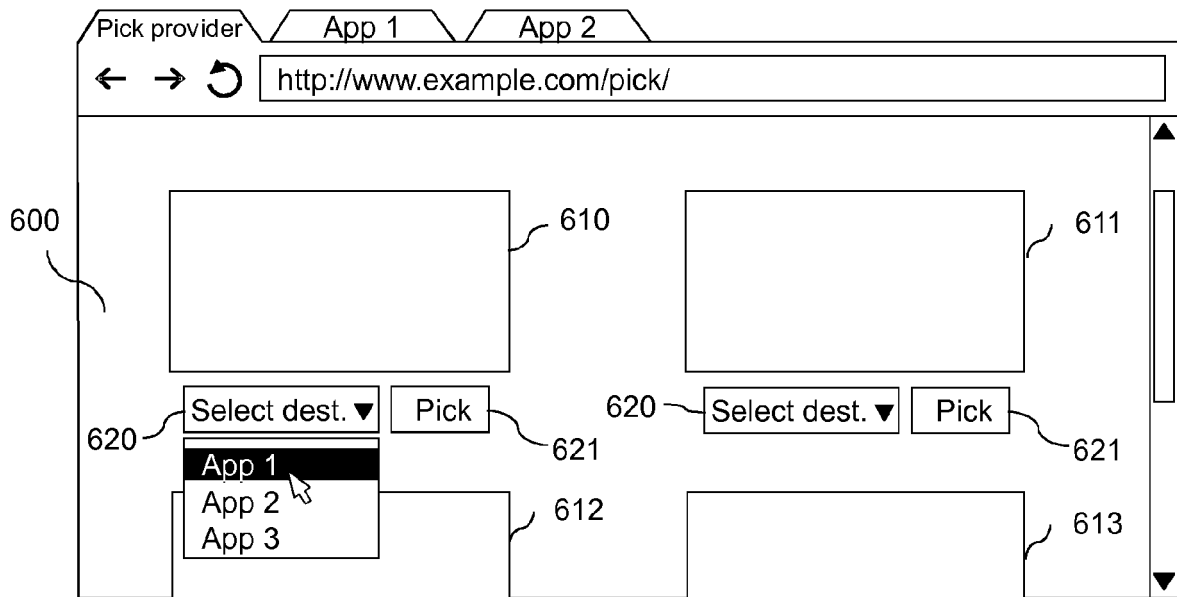 Pick provider App 1 App 2
http://www.example.com/pick/
600 610 611
Select dest. Pick 620 Select dest. Pick
620 621 621
App 1
App 2 612 613
App 3